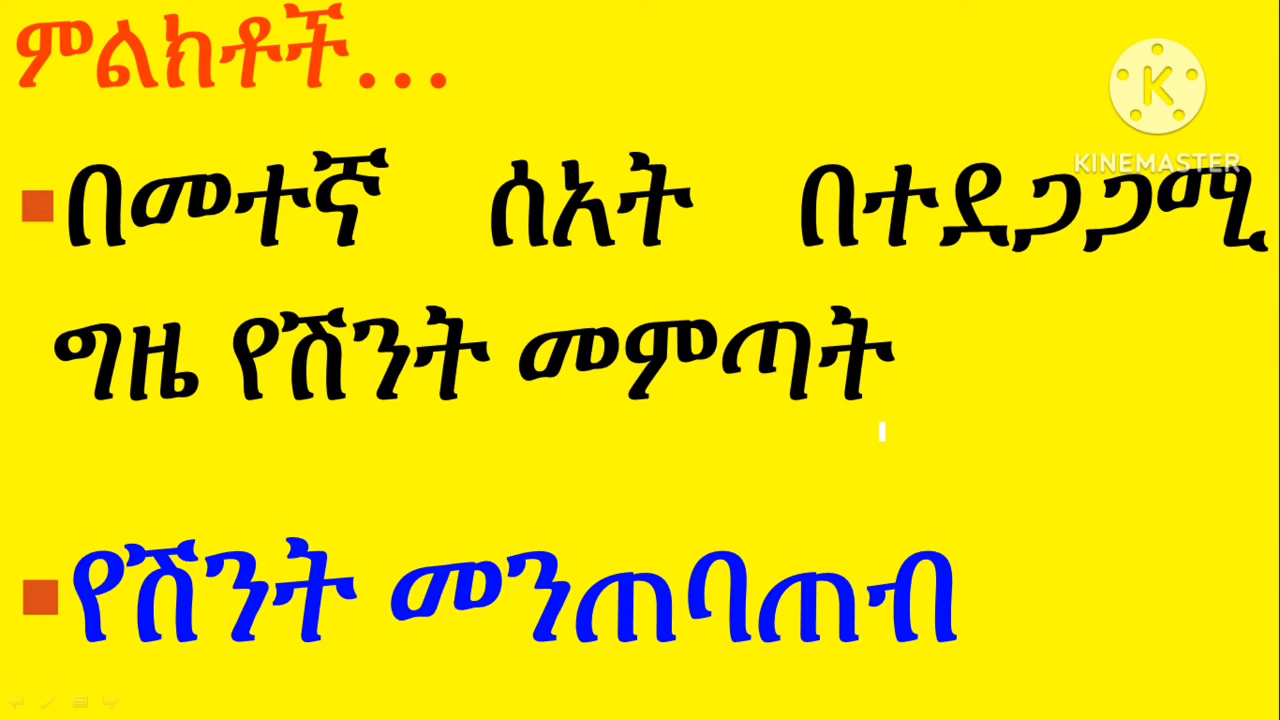 ምልክቶች...
በመተኛ ሰአት በተደጋጋሚ
ግዜ የሽንት መምጣት
የሽንት መንጠባጠብ
K
KINEMASTER